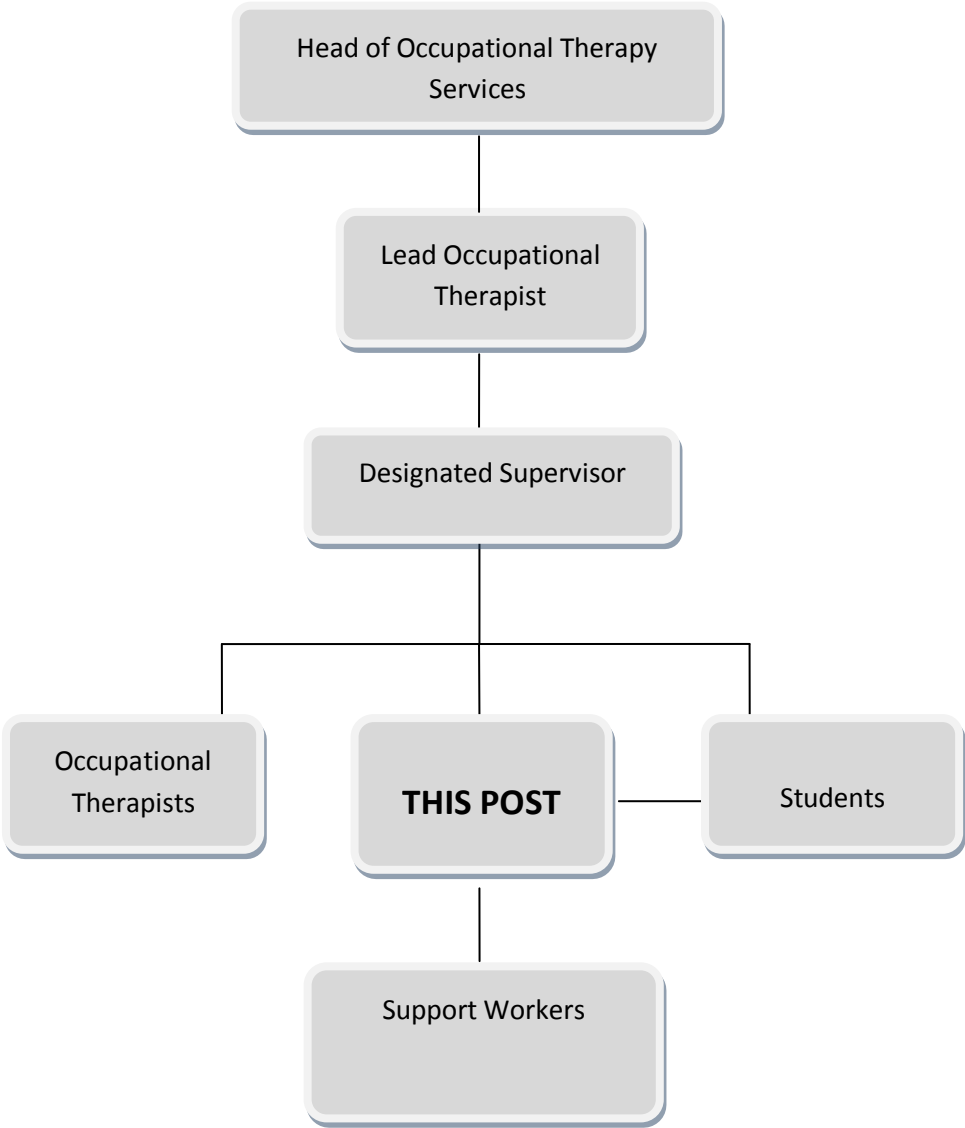 Head of Occupational Therapy
Services
Lead Occupational
Therapist
Designated Supervisor
Occupational
Therapists
THIS POST
Students
Support Workers